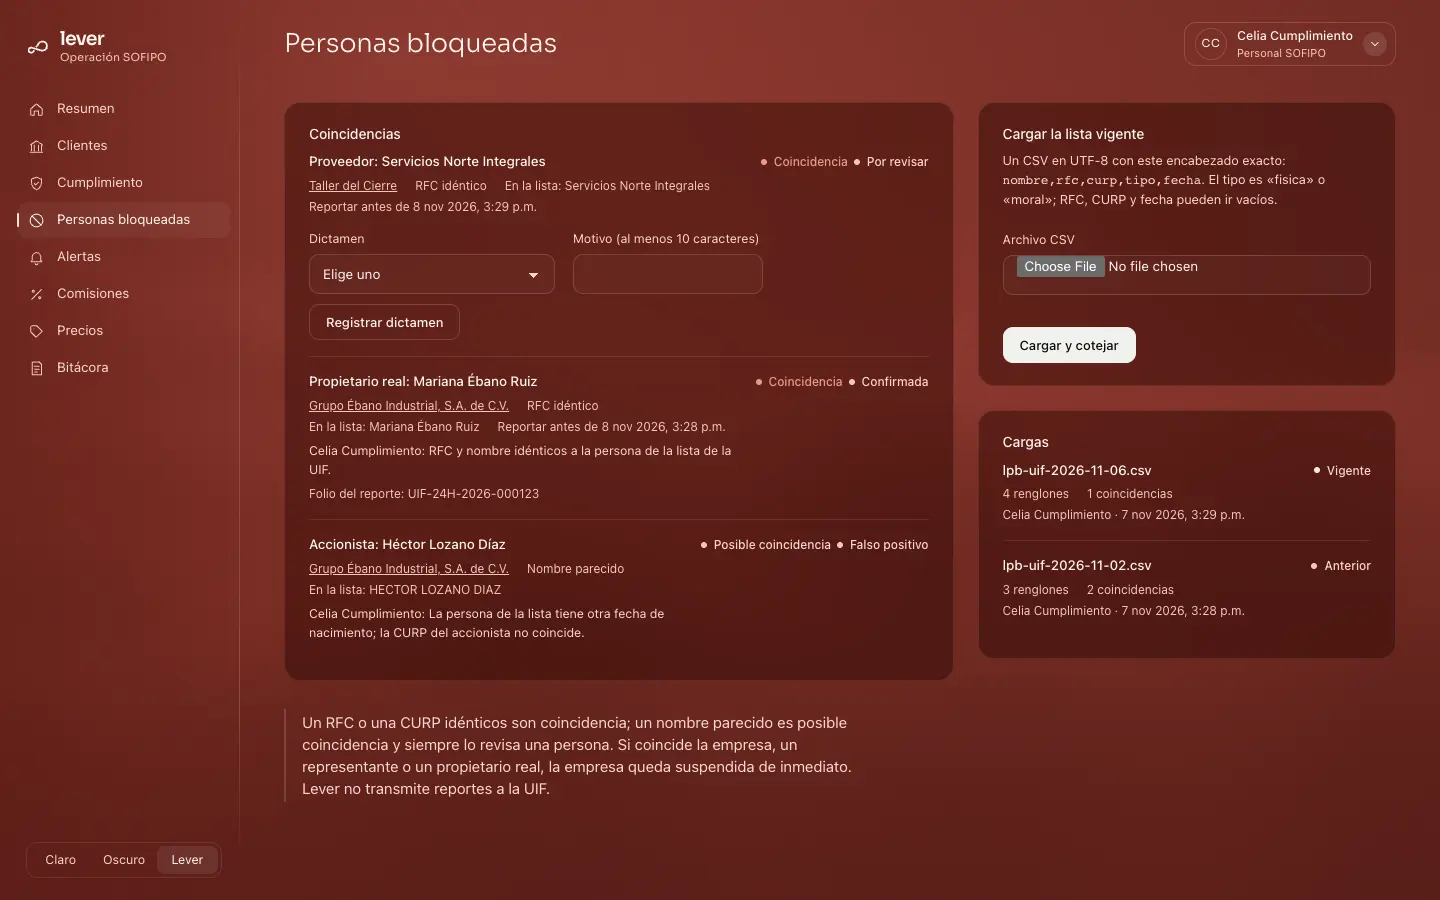 lever
Operación SOFIPO
Resumen
Clientes
Cumplimiento
Personas bloqueadas
Alertas
Comisiones
Precios
Bitácora
Claro Oscuro Lever
Personas bloqueadas
CC
Celia Cumplimiento
Personal SOFIPO
Coincidencias
Proveedor: Servicios Norte Integrales
Coincidencia Por revisar
Taller del Cierre RFC idéntico En la lista: Servicios Norte Integrales
Reportar antes de 8 nov 2026, 3:29 p.m.
Dictamen
Motivo (al menos 10 caracteres)
Elige uno
Registrar dictamen
Propietario real: Mariana Ébano Ruiz
Coincidencia Confirmada
Grupo Ébano Industrial, S.A. de C.V. RFC idéntico
En la lista: Mariana Ébano Ruiz Reportar antes de 8 nov 2026, 3:28 p.m.
Celia Cumplimiento: RFC y nombre idénticos a la persona de la lista de la
UIF.
Folio del reporte: UIF-24H-2026-000123
Accionista: Héctor Lozano Díaz
Posible coincidencia Falso positivo
Grupo Ébano Industrial, S.A. de C.V. Nombre parecido
En la lista: HECTOR LOZANO DIAZ
Celia Cumplimiento: La persona de la lista tiene otra fecha de
nacimiento; la CURP del accionista no coincide.
Un RFC o una CURP idénticos son coincidencia; un nombre parecido es posible
coincidencia y siempre lo revisa una persona. Si coincide la empresa, un
representante o un propietario real, la empresa queda suspendida de inmediato.
Lever no transmite reportes a la UIF.
Cargar la lista vigente
Un CSV en UTF-8 con este encabezado exacto:
nombre,rfc,curp,tipo,fecha. El tipo es «fisica» o
«moral»; RFC, CURP y fecha pueden ir vacíos.
Archivo CSV
Choose File No file chosen
Cargar y cotejar
Cargas
lpb-uif-2026-11-06.csv
Vigente
4 renglones 1 coincidencias
Celia Cumplimiento · 7 nov 2026, 3:29 p.m.
lpb-uif-2026-11-02.csv
Anterior
3 renglones 2 coincidencias
Celia Cumplimiento · 7 nov 2026, 3:28 p.m.